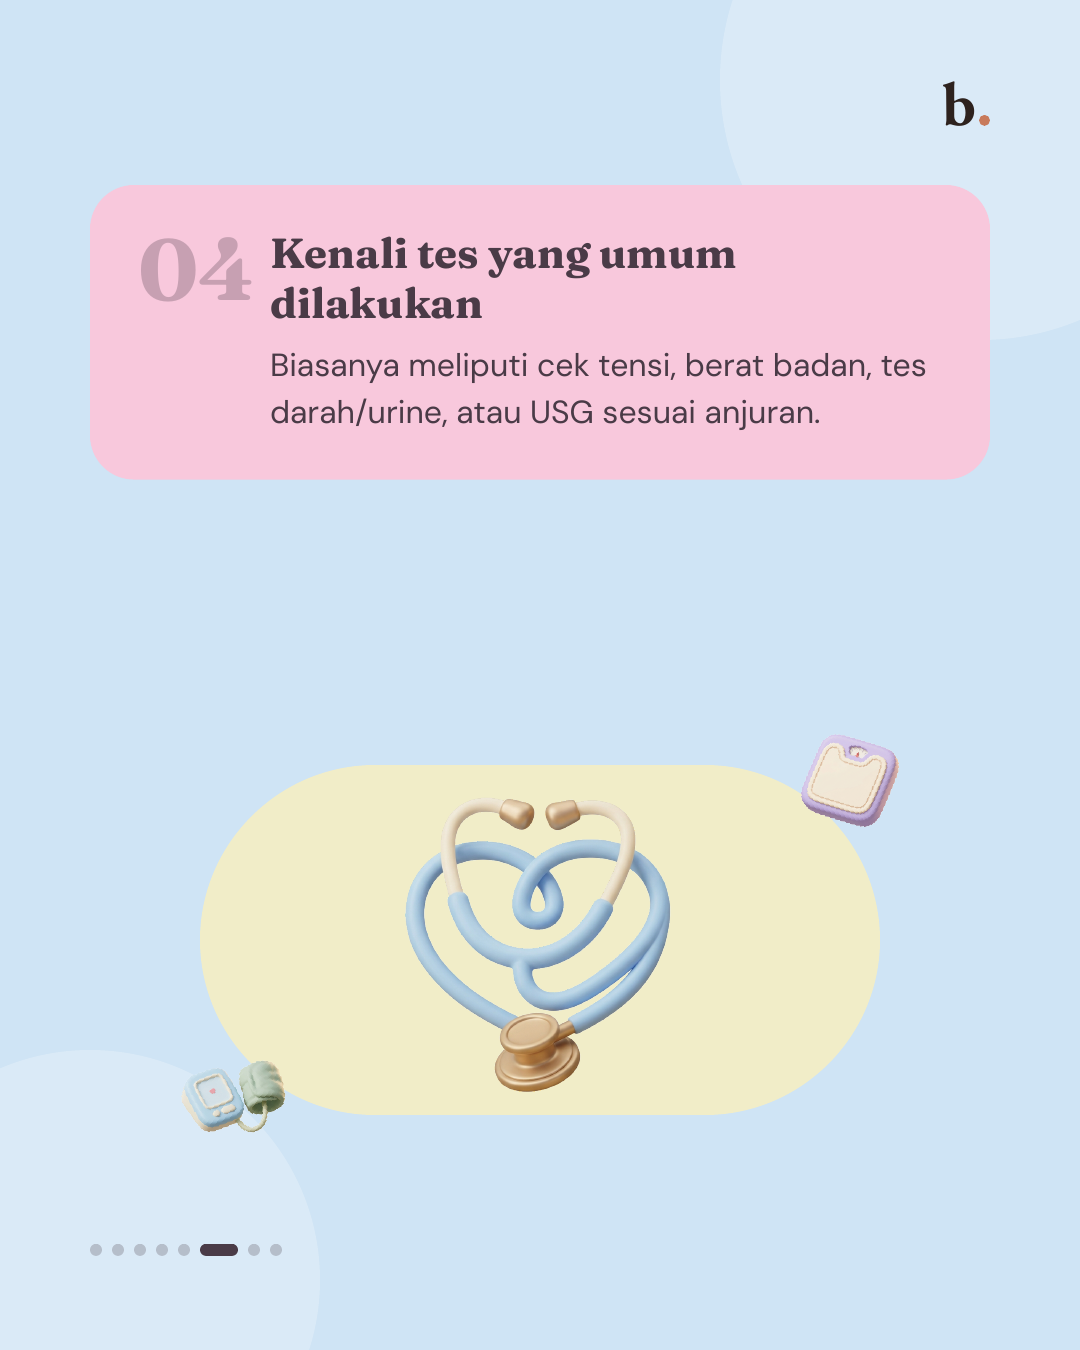 b.
04
Kenali tes yang umum
dilakukan
Biasanya meliputi cek tensi, berat badan, tes
darah/urine, atau USG sesuai anjuran.